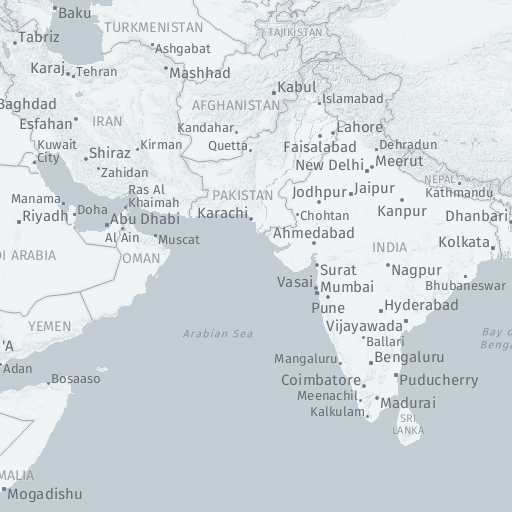 Baku
TURKMENISTAN
TAJIKISTAN
Tabriz
Ashgabat
Karaj
Tehran
Mashhad
Kabul
Islamabad
Baghdad
AFGHANISTAN
Esfahan
IRAN
Kandahar
Lahore
Kuwait
City
Shiraz
Kirman
Quetta
Faisalabad
Dehradun
New Delhi
Meerut
Zahidan
NEPAL
Kathmandu
Manama
Ras Al
Khaimah
PAKISTAN
Jodhpur
Jaipur
Riyadh
Doha
Abu Dhabi
Karachi
Chohtan
Kanpur
Dhanbari
Al Ain
Muscat
Ahmedabad
INDIA
Kolkata
DI ARABIA
OMAN
Surat
Nagpur
Vasai
Mumbai
Bhubaneswar
Pune
Hyderabad
YEMEN
Arabian Sea
Vijayawada
Bay o
Beng
'A
Ballari
Adan
Mangaluru
Bengaluru
Bosaaso
Coimbatore
Puducherry
Meenachil
Madurai
Kalkulam
SRI
LANKA
MALIA
Mogadishu